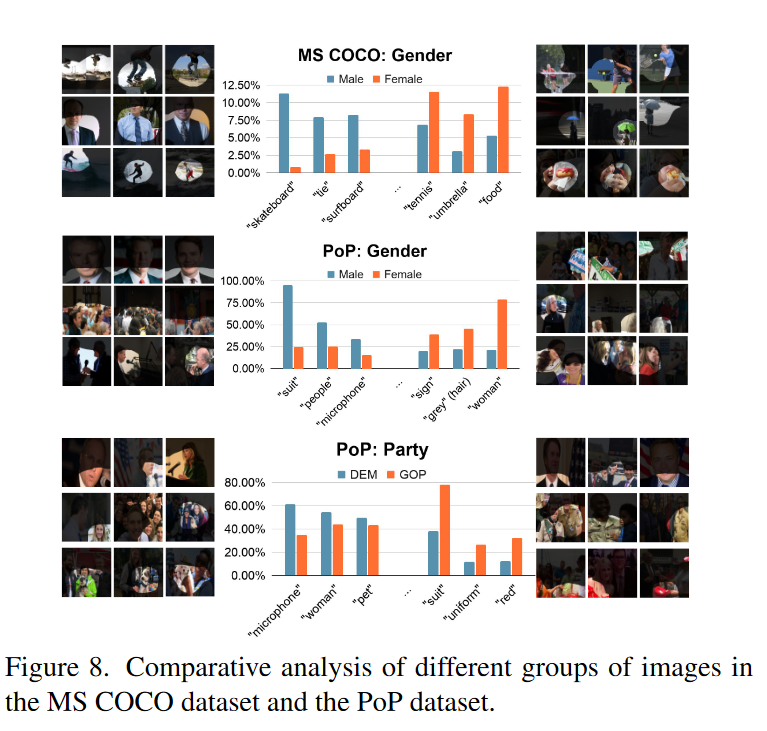 MS COCO: Gender
Male Female
12.50%
10.00%
7.50%
5.00%
2.50%
0.00%
"skateboard"
"tie"
"surfboard"
...
"tennis"
"umbrella"
"food"
PoP: Gender
Male Female
100.00%
75.00%
50.00%
25.00%
0.00%
"suit"
"people"
"microphone"
...
"sign"
"grey" (hair)
"woman"
PoP: Party
DEM GOP
80.00%
60.00%
40.00%
20.00%
0.00%
"microphone"
"woman"
"pet"
...
"suit"
"uniform"
"red"
Figure 8. Comparative analysis of different groups of images in
the MS COCO dataset and the PoP dataset.